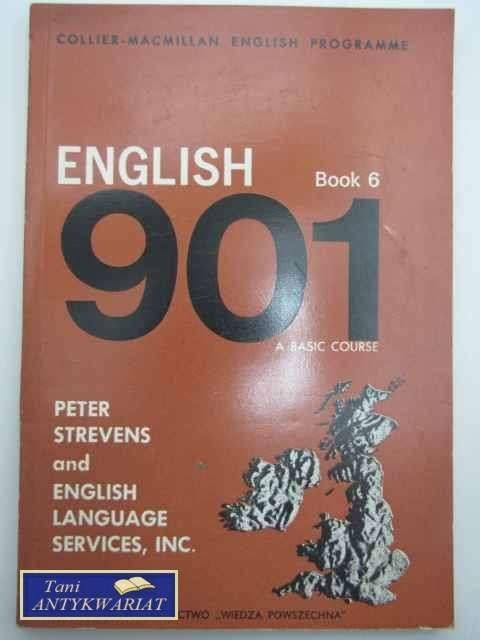 COLLIER-MACMILLAN ENGLISH PROGRAMME
ENGLISH
Book 6
901
A BASIC COURSE
PETER
STREVENS
and
ENGLISH
LANGUAGE
SERVICES, INC.
Tani
ANTYKWARIAT
CTWO „WIEDZA POWSZECHNA"